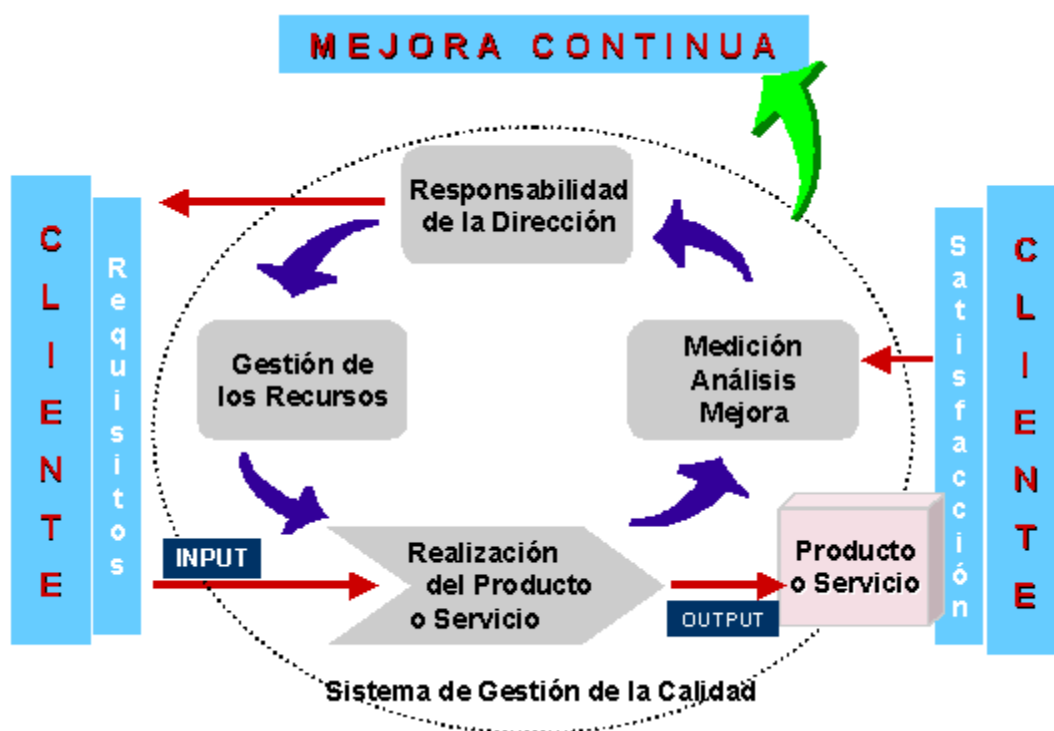 MEJORA CONTINUA
CLIENTE
Requisitos
Responsabilidad
de la Dirección
Gestión de
los Recursos
Medición
Análisis
Mejora
Satisfacción
CLIENTE
INPUT
Realización
del Producto
o Servicio
OUTPUT
Producto
o Servicio
Sistema de Gestión de la Calidad